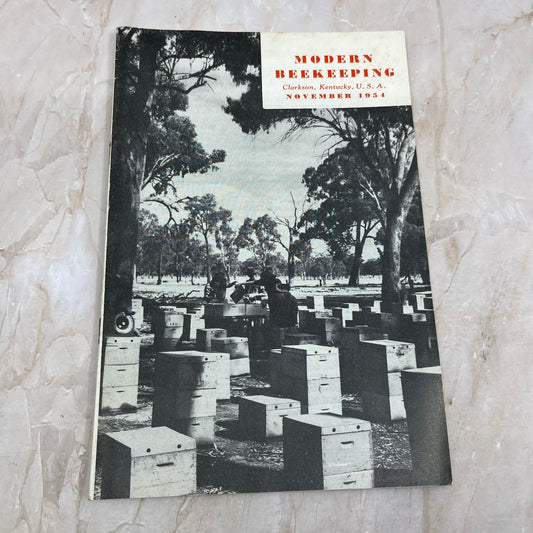 MODERN
BEEKEEPING
Clarkson, Kentucky, U. S. A.
NOVEMBER 1954